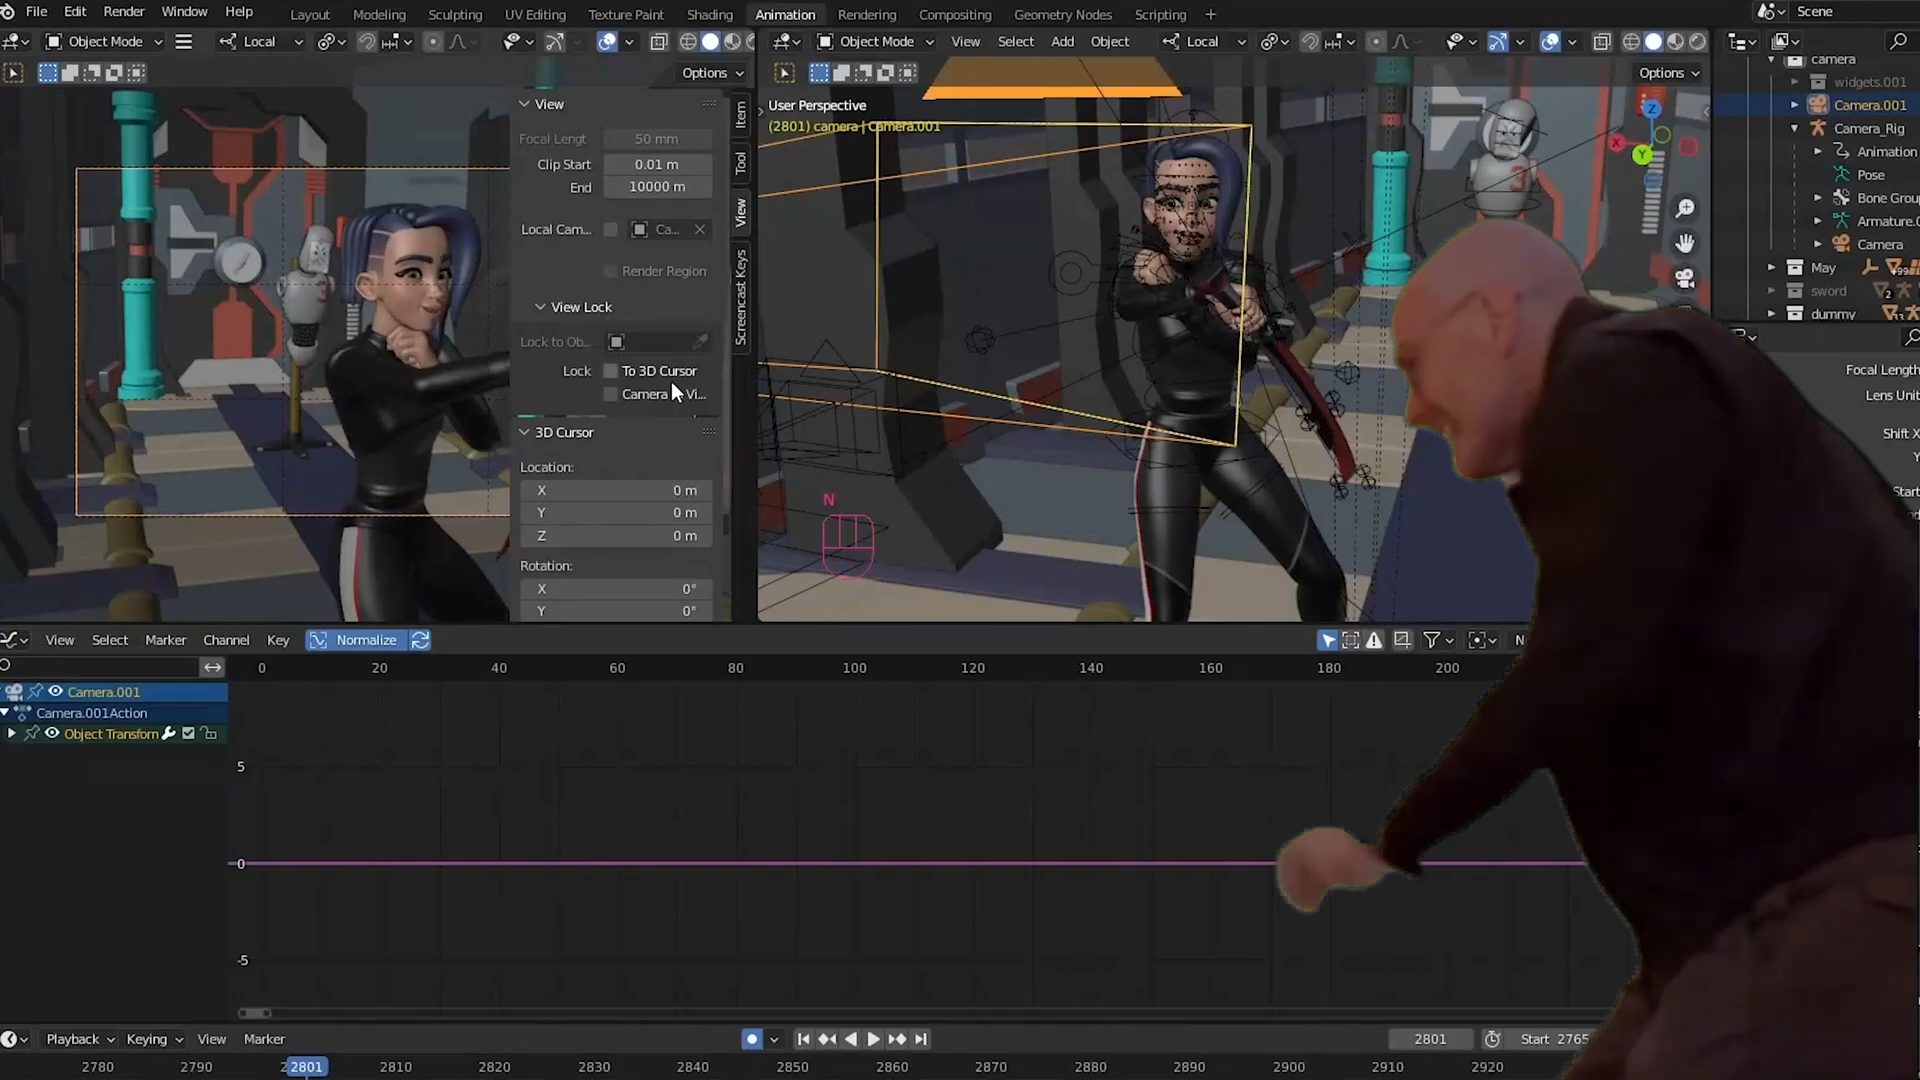 File Edit Render Window Help Layout Modeling Sculpting UV Editing Texture Paint Shading Animation Rendering Compositing Geometry Nodes Scripting + Scene
Object Mode Local
Object Mode View Select Add Object Local
Options
Options
View
Focal Lengt 50 mm
Clip Start 0.01 m
End 10000 m
Local Cam... Ca...
Render Region
View Lock
Lock to Ob...
Lock To 3D Cursor
Camera Vi...
3D Cursor
Location:
X 0 m
Y 0 m
Z 0 m
Rotation:
X 0°
Y 0°
Item
Tool
View
Screencast Keys
User Perspective
(2801) camera | Camera.001
N
Z
X
Y
camera
widgets.001
Camera.001
Camera_Rig
Animation
Pose
Bone Grou
Armature.0
Camera
May
sword 2
dummy
Focal Length
Lens Unit
Shift X
Y
Start
View Select Marker Channel Key Normalize N
0 20 40 60 80 100 120 140 160 180 200
Camera.001
Camera.001Action
Object Transform
5
0
-5
Playback Keying View Marker 2801 Start 2765
2780 2790 2801 2810 2820 2830 2840 2850 2860 2870 2880 2890 2900 2910 2920